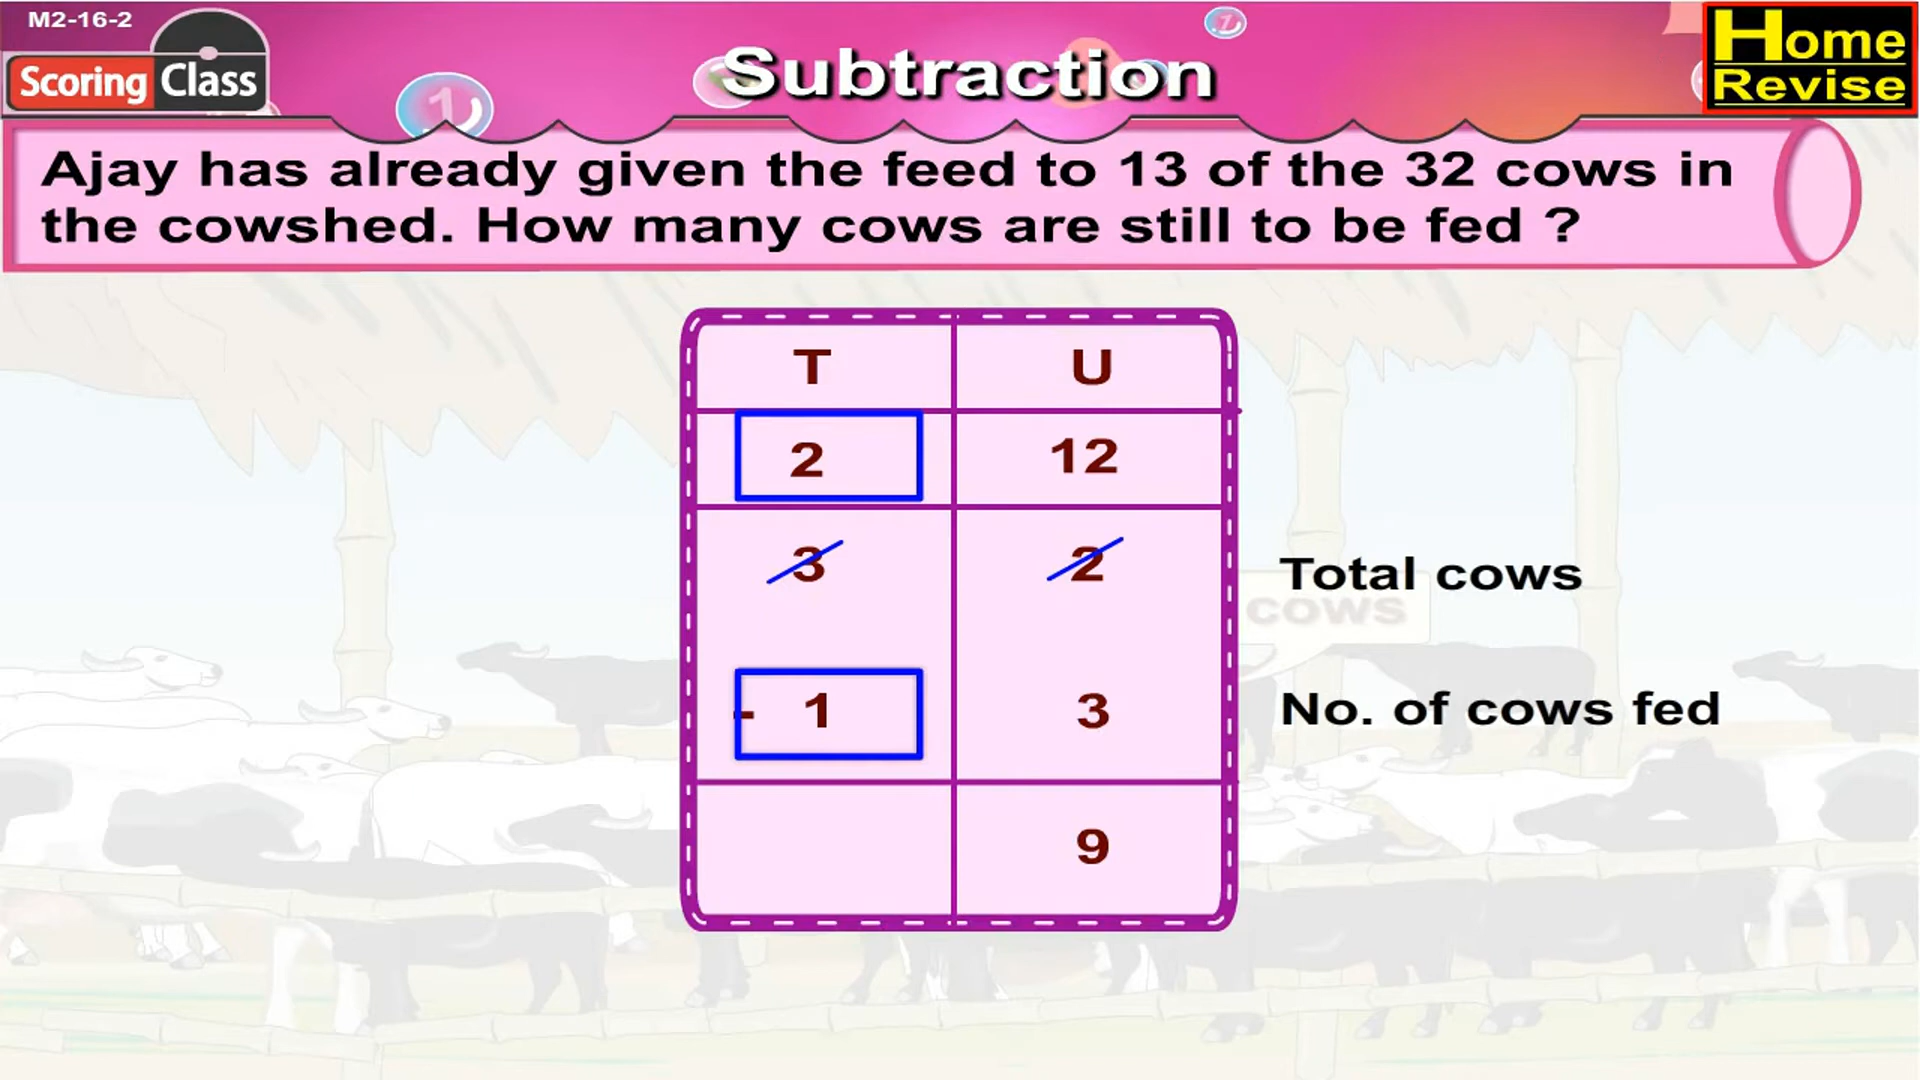 M2-16-2
Scoring Class
Subtraction
Home
Revise
Ajay has already given the feed to 13 of the 32 cows in
the cowshed. How many cows are still to be fed ?
T U
2 12
3 2 Total cows
cows
- 1 3 No. of cows fed
9